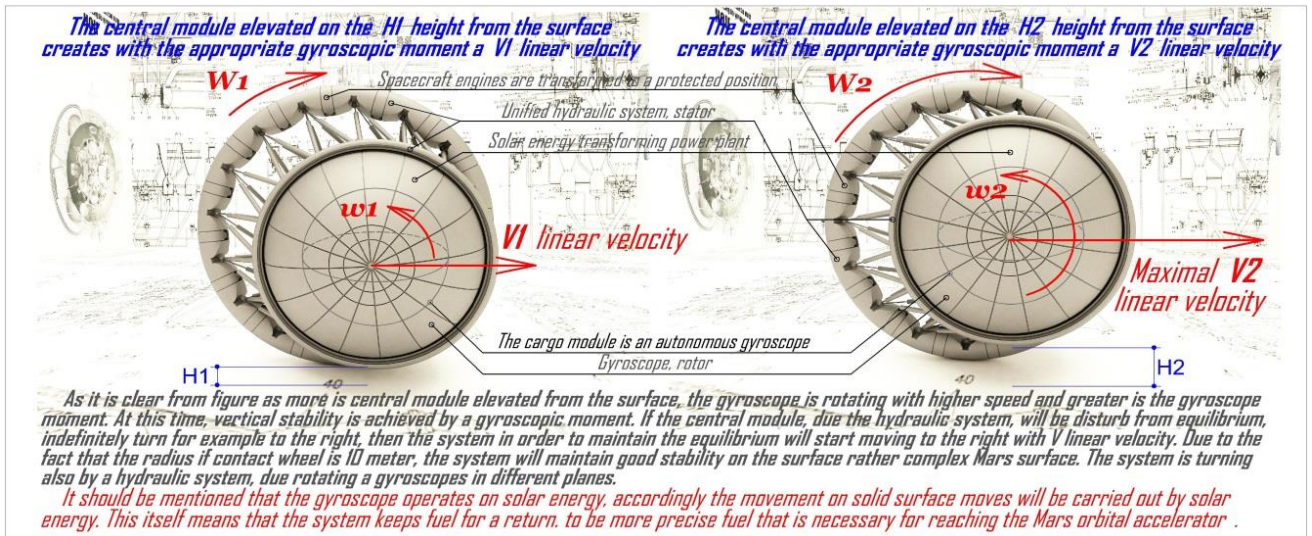 The central module elevated on the H1 height from the surface
creates with the appropriate gyroscopic moment a V1 linear velocity
The central module elevated on the H2 height from the surface
creates with the appropriate gyroscopic moment a V2 linear velocity
W1
W2
Spacecraft engines are transformed to a protected position
Unified hydraulic system, stator
Solar energy transforming power plant
w1
w2
V1 linear velocity
Maximal V2
linear velocity
The cargo module is an autonomous gyroscope
Gyroscope, rotor
H1
40
40
H2
As it is clear from figure as more is central module elevated from the surface, the gyroscope is rotating with higher speed and greater is the gyroscope
moment. At this time, vertical stability is achieved by a gyroscopic moment. If the central module, due the hydraulic system, will be disturb from equilibrium,
indefinitely turn for example to the right, then the system in order to maintain the equilibrium will start moving to the right with V linear velocity. Due to the
fact that the radius if contact wheel is 10 meter, the system will maintain good stability on the surface rather complex Mars surface. The system is turning
also by a hydraulic system, due rotating a gyroscopes in different planes.
It should be mentioned that the gyroscope operates on solar energy, accordingly the movement on solid surface moves will be carried out by solar
energy. This itself means that the system keeps fuel for a return. to be more precise fuel that is necessary for reaching the Mars orbital accelerator .